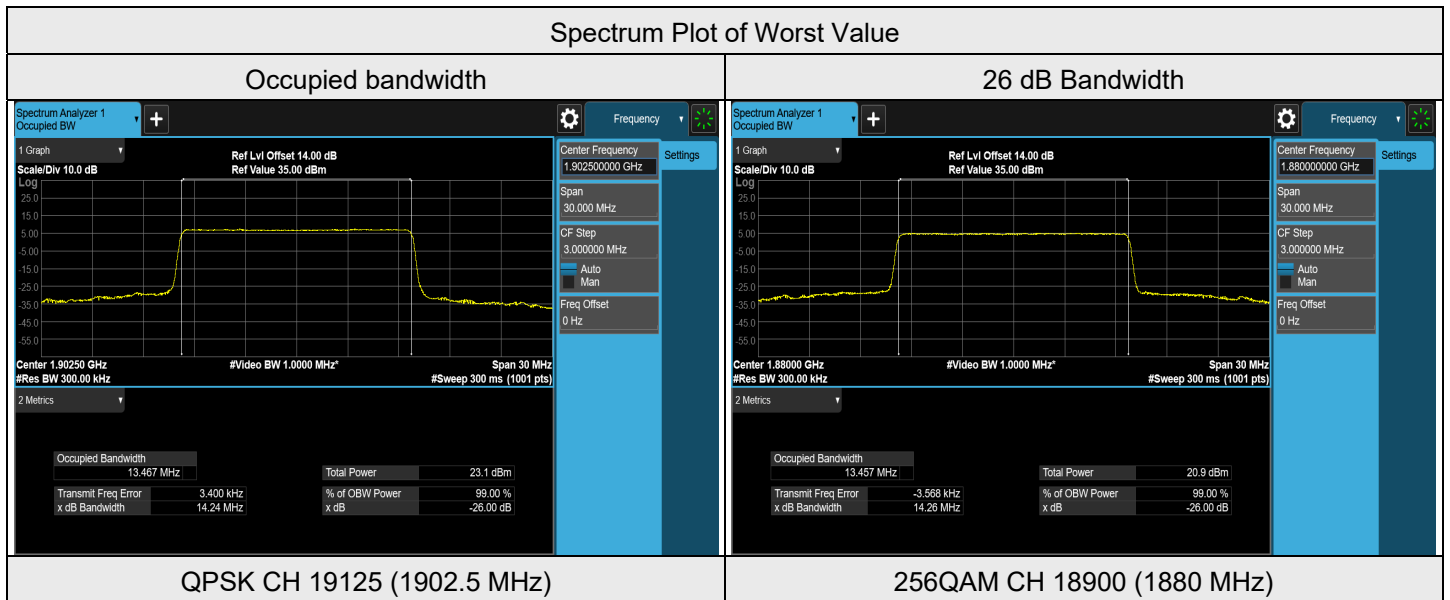 Spectrum Plot of Worst Value
Occupied bandwidth
26 dB Bandwidth
Spectrum Analyzer 1
Occupied BW
+
Frequency
1 Graph
Scale/Div 10.0 dB
Ref Lvl Offset 14.00 dB
Ref Value 35.00 dBm
Log
25.0
15.0
5.00
-5.00
-15.0
-25.0
-35.0
-45.0
-55.0
Center 1.90250 GHz
#Res BW 300.00 kHz
#Video BW 1.0000 MHz*
Span 30 MHz
#Sweep 300 ms (1001 pts)
Center Frequency
1.902500000 GHz
Settings
Span
30.000 MHz
CF Step
3.000000 MHz
Auto
Man
Freq Offset
0 Hz
2 Metrics
Occupied Bandwidth
13.467 MHz
Total Power 23.1 dBm
Transmit Freq Error 3.400 kHz
% of OBW Power 99.00 %
x dB Bandwidth 14.24 MHz
x dB -26.00 dB
Spectrum Analyzer 1
Occupied BW
+
Frequency
1 Graph
Scale/Div 10.0 dB
Ref Lvl Offset 14.00 dB
Ref Value 35.00 dBm
Log
25.0
15.0
5.00
-5.00
-15.0
-25.0
-35.0
-45.0
-55.0
Center 1.88000 GHz
#Res BW 300.00 kHz
#Video BW 1.0000 MHz*
Span 30 MHz
#Sweep 300 ms (1001 pts)
Center Frequency
1.880000000 GHz
Settings
Span
30.000 MHz
CF Step
3.000000 MHz
Auto
Man
Freq Offset
0 Hz
2 Metrics
Occupied Bandwidth
13.457 MHz
Total Power 20.9 dBm
Transmit Freq Error -3.568 kHz
% of OBW Power 99.00 %
x dB Bandwidth 14.26 MHz
x dB -26.00 dB
QPSK CH 19125 (1902.5 MHz)
256QAM CH 18900 (1880 MHz)